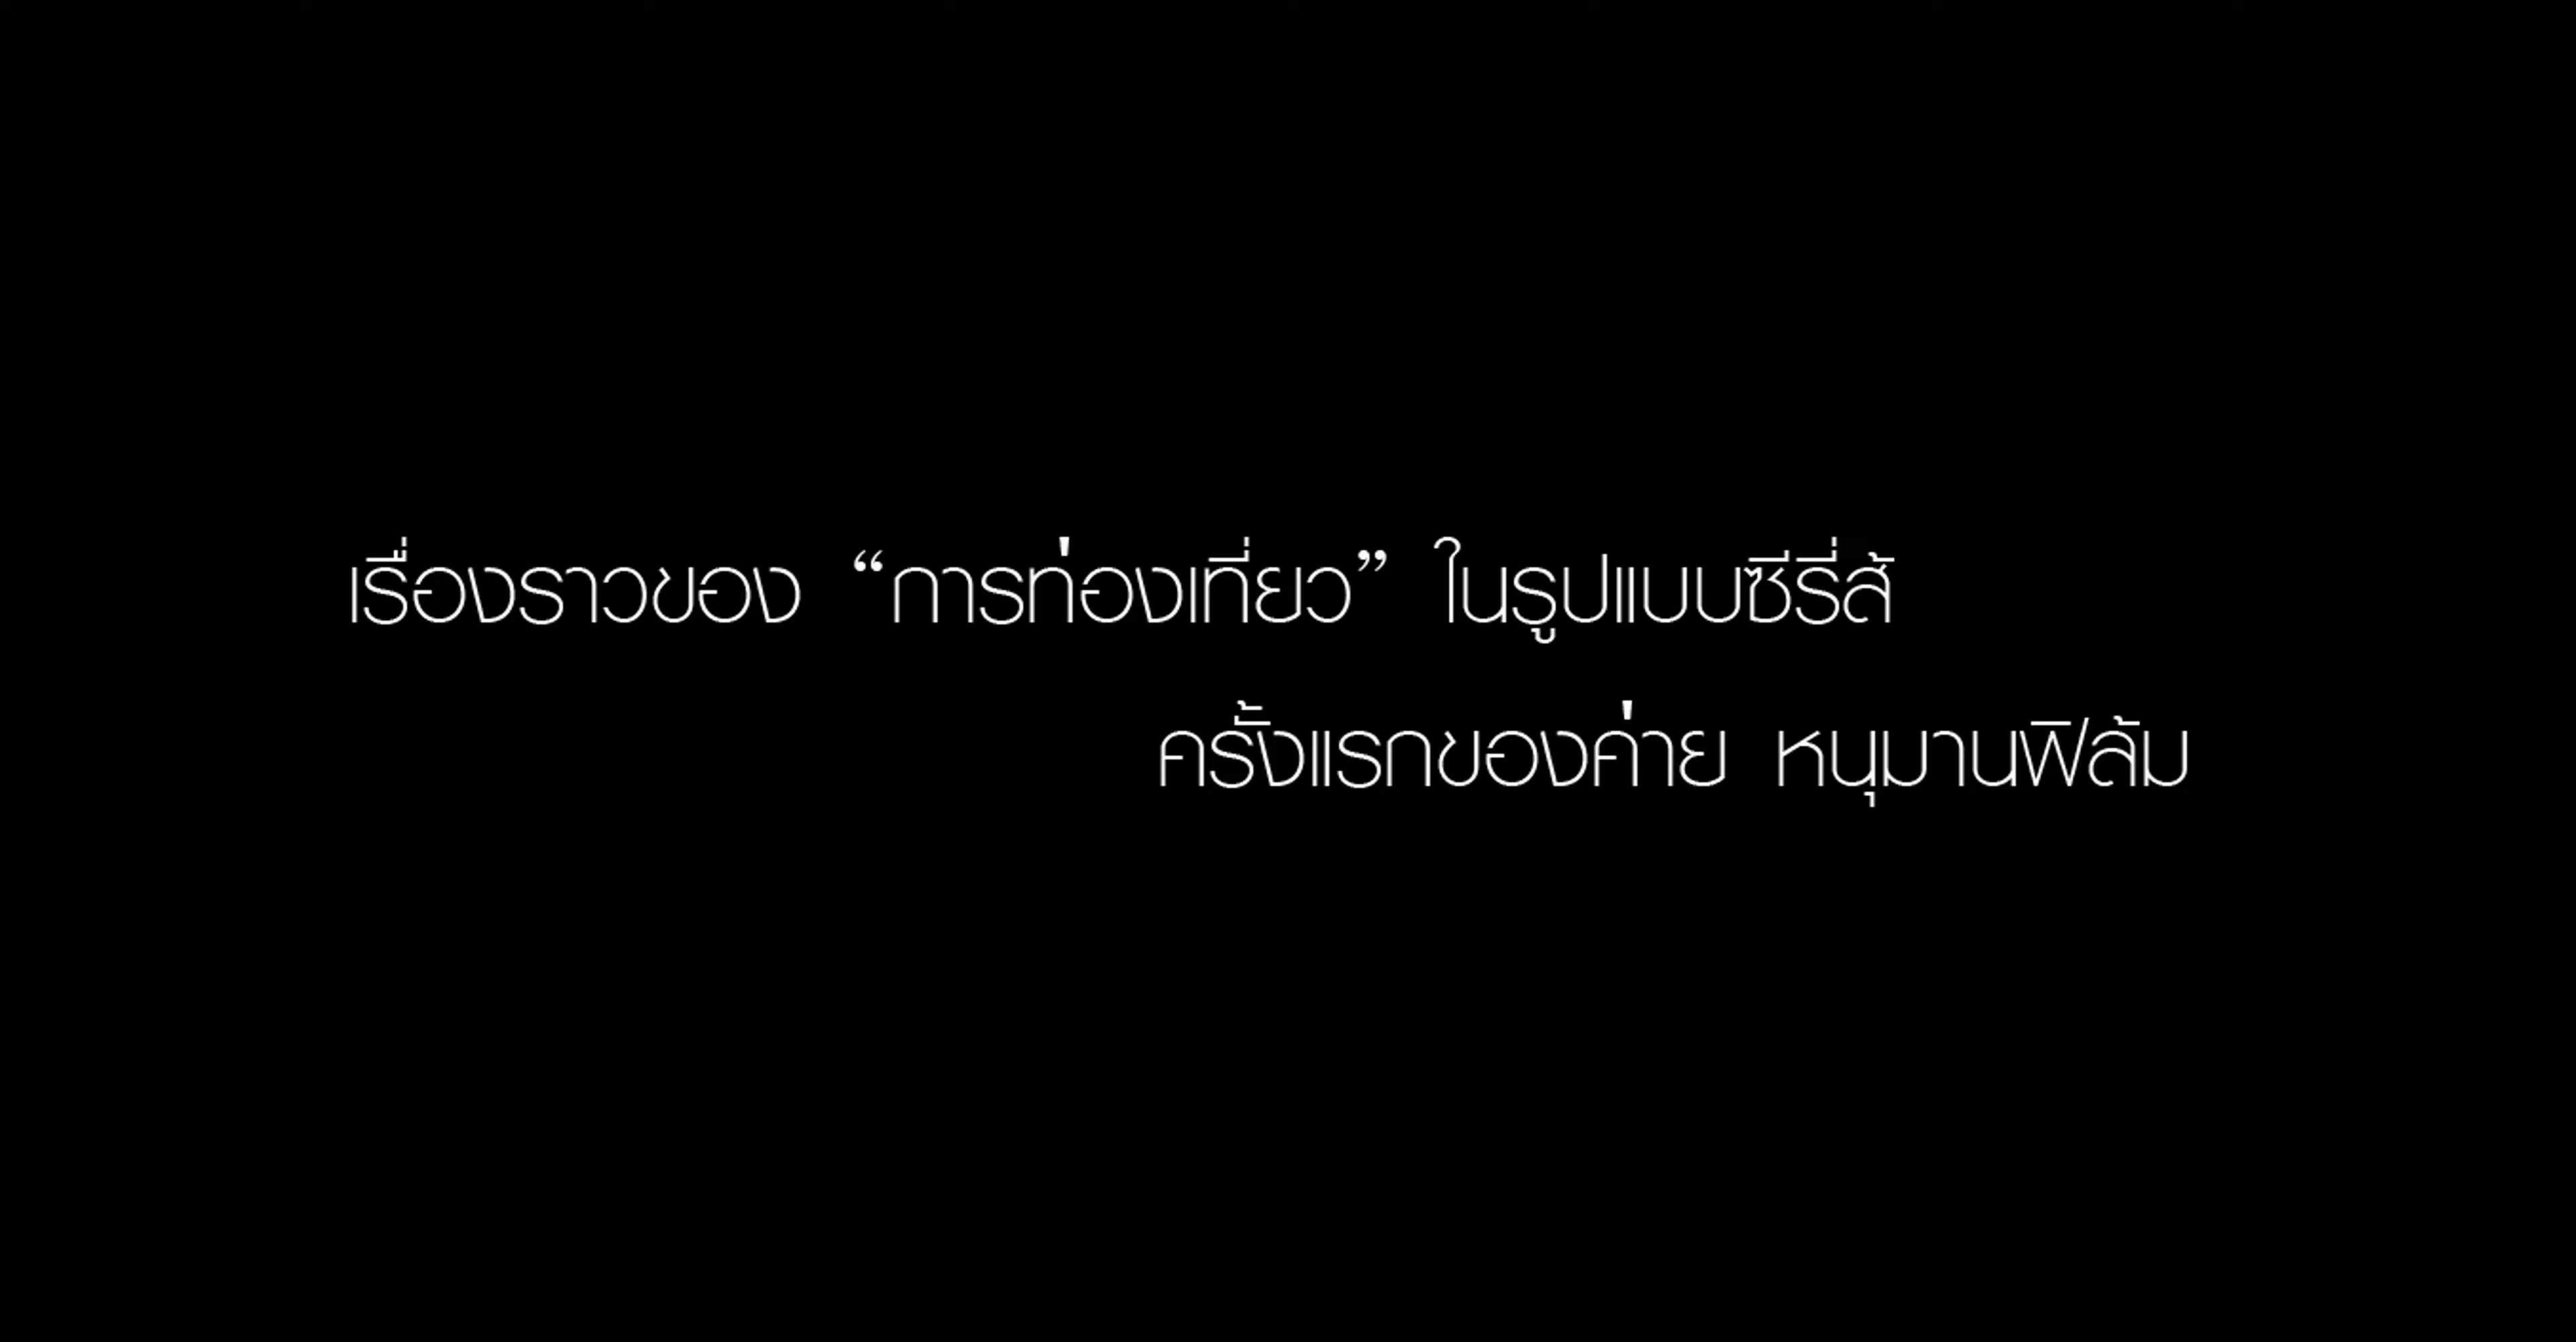 เรื่องราวของ “การท่องเที่ยว” ในรูปแบบซีรี่ส้
ครั้งแรกของค่าย หนุมานฟิล้ม